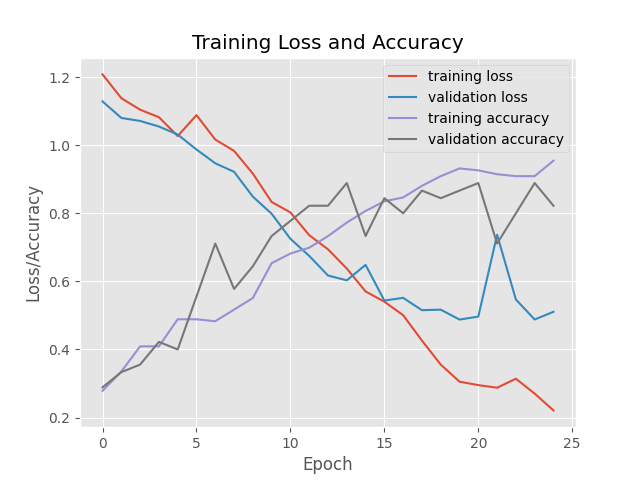 Training Loss and Accuracy
training loss
validation loss
training accuracy
validation accuracy
1.2
1.0
0.8
0.6
0.4
0.2
Loss/Accuracy
0 5 10 15 20 25
Epoch